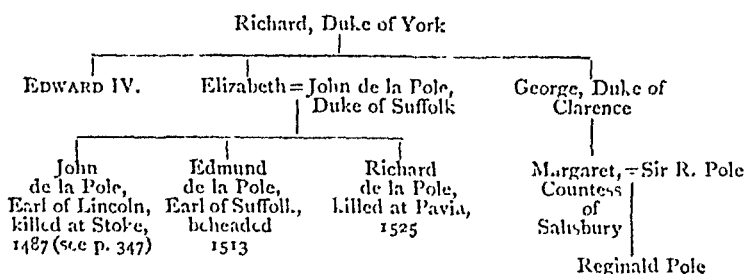 Richard, Duke of York
EDWARD IV.
Elizabeth = John de la Pole,
Duke of Suffolk
George, Duke of
Clarence
John
de la Pole,
Earl of Lincoln,
killed at Stoke,
1487 (see p. 347)
Edmund
de la Pole,
Earl of Suffolk,
beheaded
1513
Richard
de la Pole,
killed at Pavia,
1525
Margaret, = Sir R. Pole
Countess
of
Salisbury
Reginald Pole